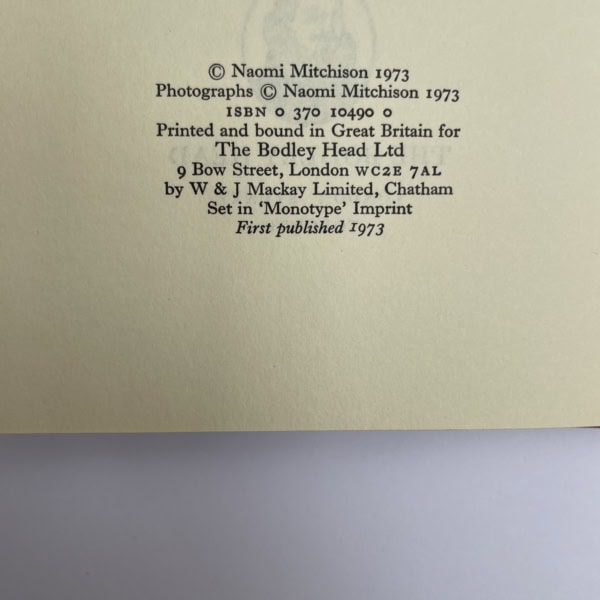 © Naomi Mitchison 1973
Photographs © Naomi Mitchison 1973
ISBN 0 370 10490 0
Printed and bound in Great Britain for
The Bodley Head Ltd
9 Bow Street, London WC2E 7AL
by W & J Mackay Limited, Chatham
Set in ‘Monotype’ Imprint
First published 1973